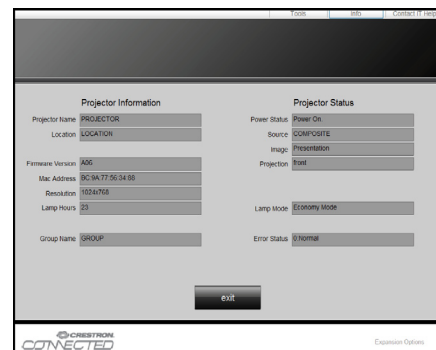 Tools Info Contact IT Help
Projector Information
Projector Name PROJECTOR
Location LOCATION
Firmware Version A06
Mac Address BC:9A:77:56:34:88
Resolution 1024x768
Lamp Hours 23
Group Name GROUP
Projector Status
Power Status Power On
Source COMPOSITE
Image Presentation
Projection front
Lamp Mode Economy Mode
Error Status 0:Normal
exit
CRESTRON
CONNECTED
Expansion Options